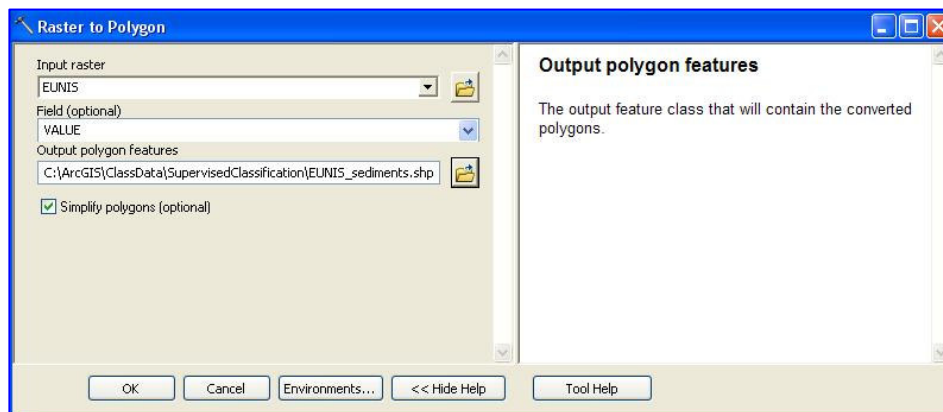 Raster to Polygon
Input raster
EUNIS
Field (optional)
VALUE
Output polygon features
C:\ArcGIS\ClassData\SupervisedClassification\EUNIS_sediments.shp
Simplify polygons (optional)
Output polygon features
The output feature class that will contain the converted
polygons.
OK
Cancel
Environments...
<< Hide Help
Tool Help